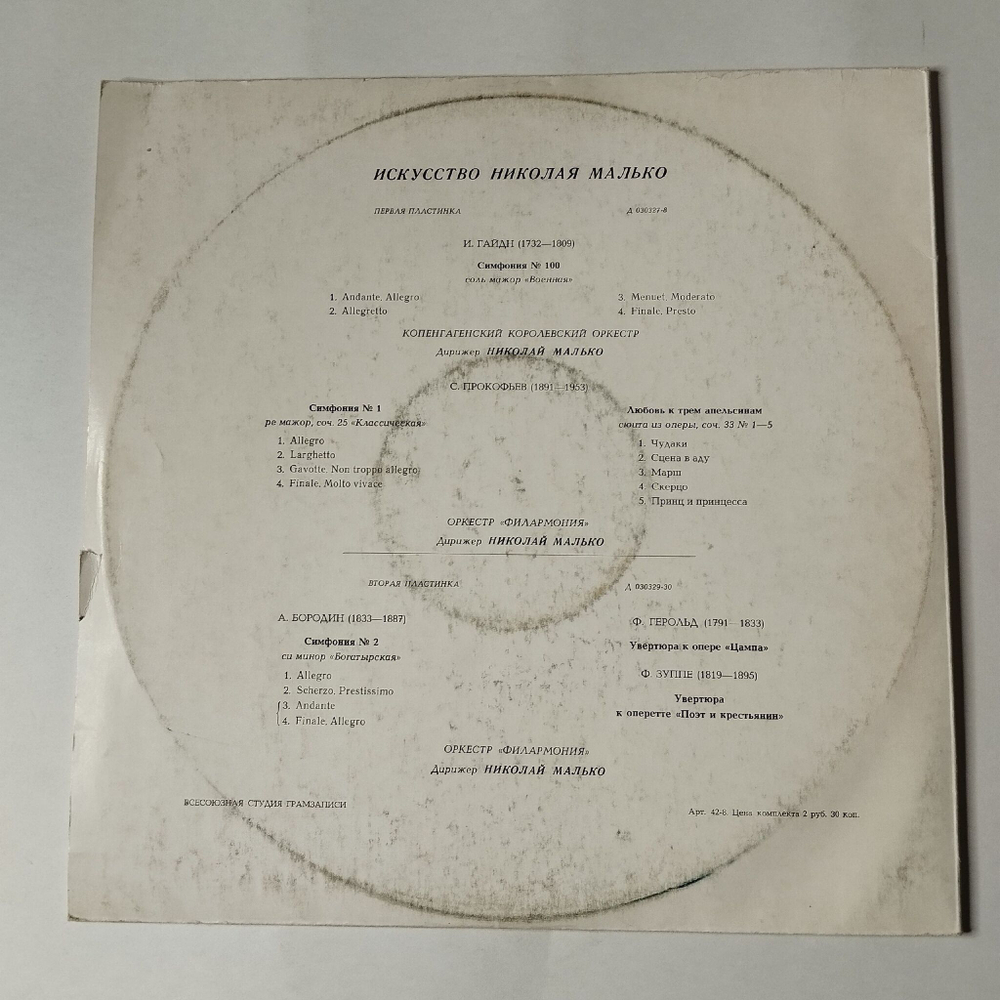 ИСКУССТВО НИКОЛАЯ МАЛЬКО
ПЕРВАЯ ПЛАСТИНКА
Д 030327-8
И. ГАЙДН (1732—1809)
Симфония № 100
соль мажор «Военная»
1. Andante, Allegro
2. Allegretto
3. Menuet, Moderato
4. Finale, Presto
КОПЕНГАГЕНСКИЙ КОРОЛЕВСКИЙ ОРКЕСТР
Дирижер НИКОЛАЙ МАЛЬКО
С. ПРОКОФЬЕВ (1891—1953)
Симфония № 1
ре мажор, соч. 25 «Классическая»
1. Allegro
2. Larghetto
3. Gavotte. Non troppo allegro
4. Finale, Molto vivace
Любовь к трем апельсинам
сюита из оперы, соч. 33 № 1—5
1. Чудаки
2. Сцена в аду
3. Марш
4. Скерцо
5. Принц и принцесса
ОРКЕСТР «ФИЛАРМОНИЯ»
Дирижер НИКОЛАЙ МАЛЬКО
ВТОРАЯ ПЛАСТИНКА
Д 030329-30
А. БОРОДИН (1833—1887)
Симфония № 2
си минор «Богатырская»
1. Allegro
2. Scherzo, Prestissimo
3. Andante
4. Finale, Allegro
Ф. ГЕРОЛЬД (1791—1833)
Увертюра к опере «Цампа»
Ф. ЗУППЕ (1819—1895)
Увертюра
к оперетте «Поэт и крестьянин»
ОРКЕСТР «ФИЛАРМОНИЯ»
Дирижер НИКОЛАЙ МАЛЬКО
ВСЕСОЮЗНАЯ СТУДИЯ ГРАМЗАПИСИ
Арт. 42-8. Цена комплекта 2 руб. 30 коп.